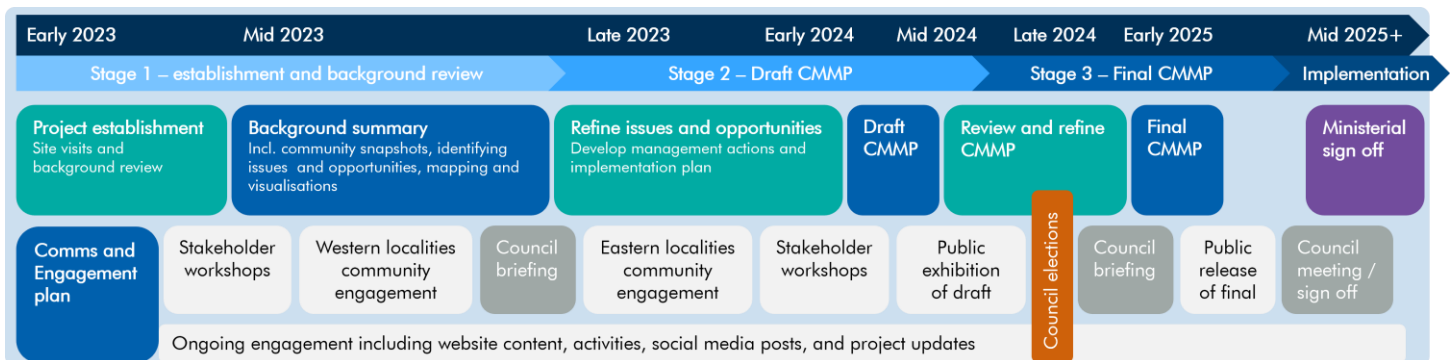 Early 2023 Mid 2023 Late 2023 Early 2024 Mid 2024 Late 2024 Early 2025 Mid 2025+
Stage 1 – establishment and background review Stage 2 – Draft CMMP Stage 3 – Final CMMP Implementation
Project establishment
Site visits and
background review
Background summary
Incl. community snapshots, identifying
issues and opportunities, mapping and
visualisations
Refine issues and opportunities
Develop management actions and
implementation plan
Draft
CMMP
Review and refine
CMMP
Final
CMMP
Ministerial
sign off
Comms and
Engagement
plan
Stakeholder
workshops
Western localities
community
engagement
Council
briefing
Eastern localities
community
engagement
Stakeholder
workshops
Public
exhibition
of draft
Council elections
Council
briefing
Public
release
of final
Council
meeting /
sign off
Ongoing engagement including website content, activities, social media posts, and project updates